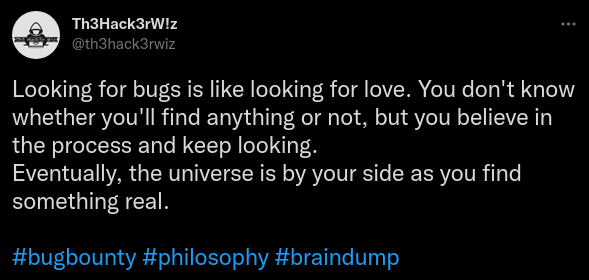 Th3Hack3rW!z
@th3hack3rwiz
Looking for bugs is like looking for love. You don't know
whether you'll find anything or not, but you believe in
the process and keep looking.
Eventually, the universe is by your side as you find
something real.
#bugbounty #philosophy #braindump